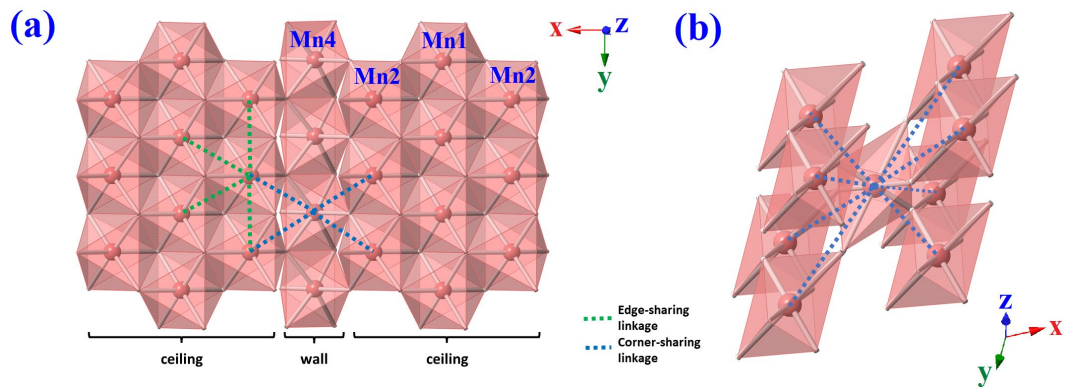 (a)
Mn4
Mn1
Mn2
Mn2
x
z
y
(b)
Edge-sharing
linkage
Corner-sharing
linkage
ceiling
wall
ceiling
z
x
y